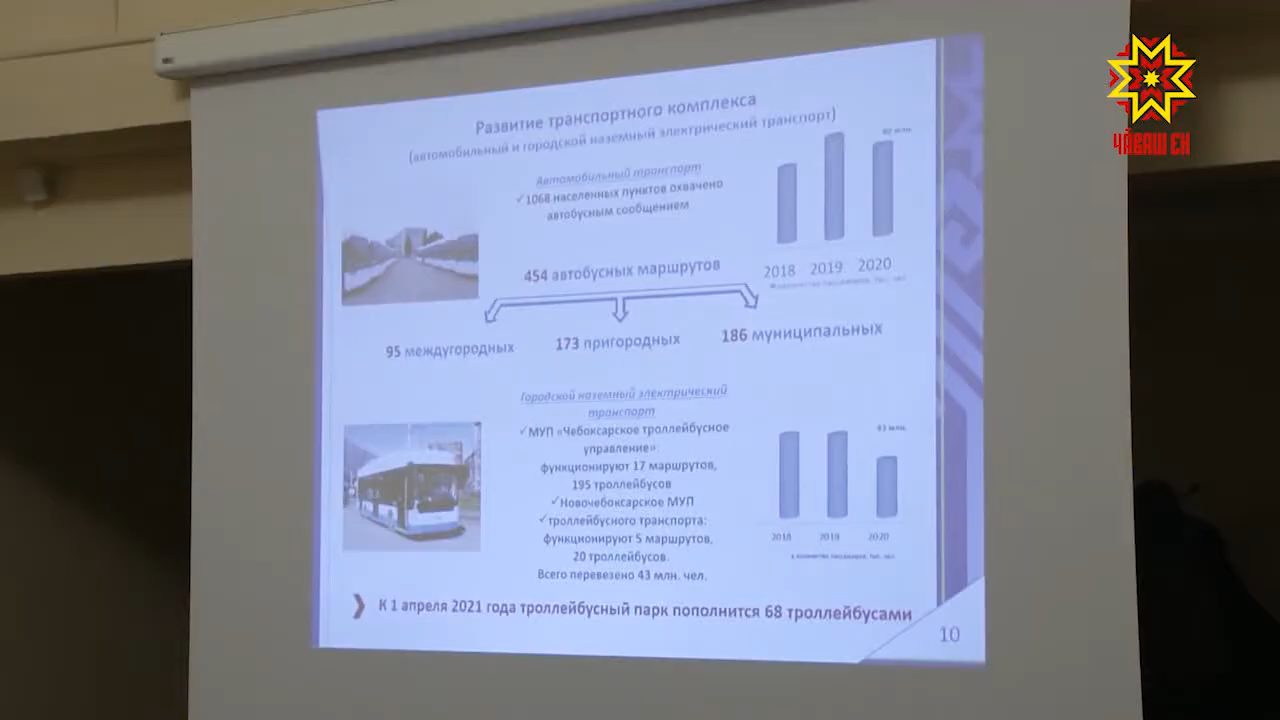 ЧӐВАШ ЕН
Развитие транспортного комплекса
(автомобильный и городской наземный электрический транспорт)
Автомобильный транспорт
✓1068 населенных пунктов охвачено
автобусным сообщением
2018 2019 2020
454 автобусных маршрутов
95 междугородных
173 пригородных
186 муниципальных
Городской наземный электрический
транспорт
✓МУП «Чебоксарское троллейбусное
управление»:
функционируют 17 маршрутов,
195 троллейбусов
✓Новочебоксарское МУП
✓троллейбусного транспорта:
функционируют 5 маршрутов,
20 троллейбусов.
Всего перевезено 43 млн. чел.
43 млн.
2018 2019 2020
К 1 апреля 2021 года троллейбусный парк пополнится 68 троллейбусами
10